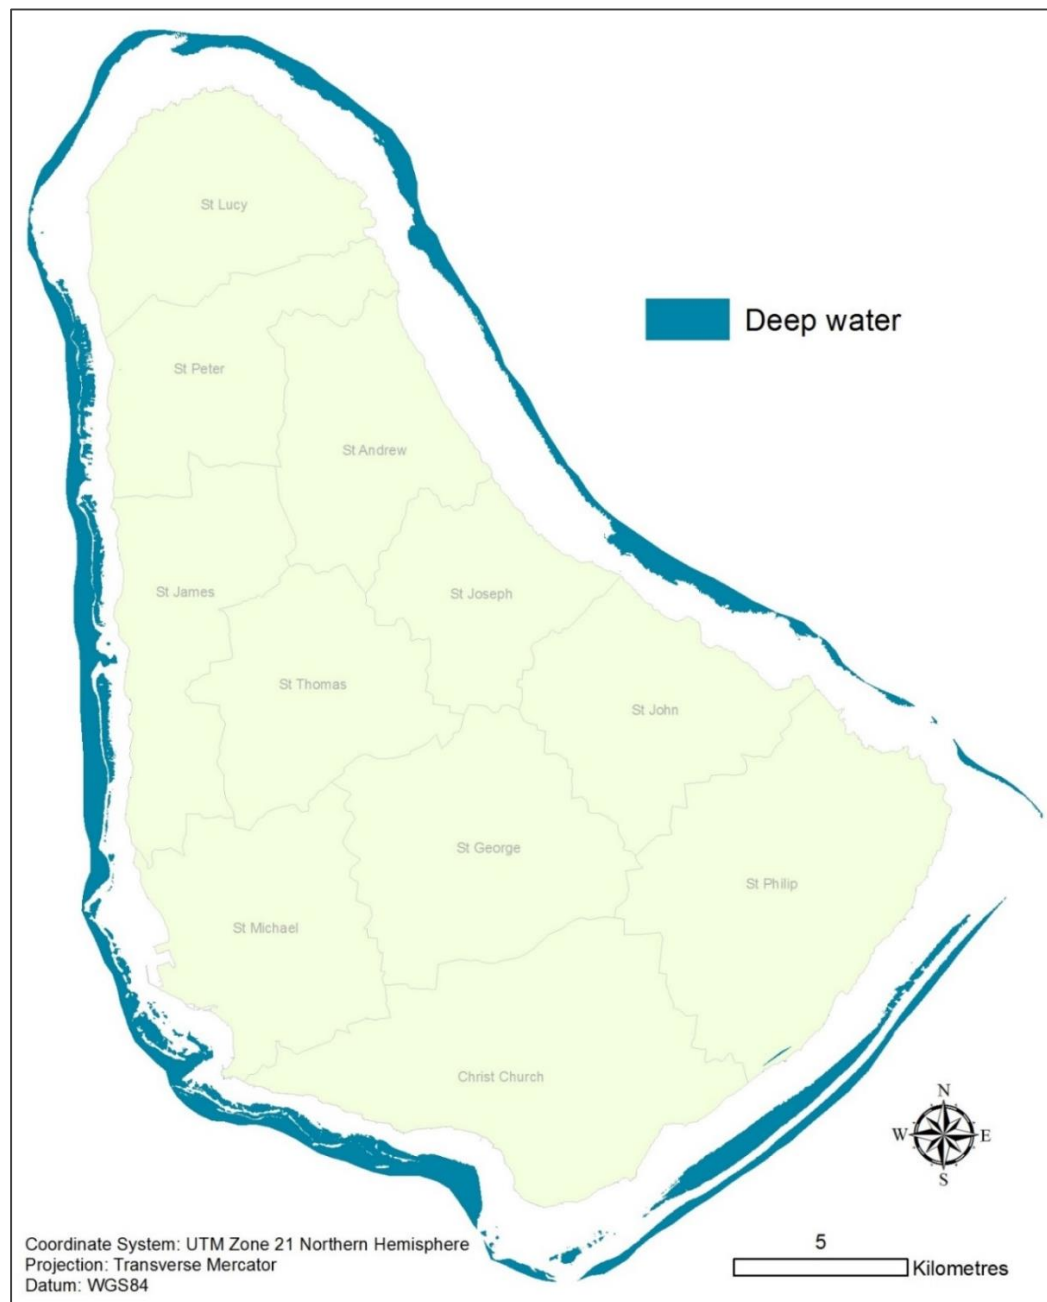 St Lucy
Deep water
St Peter
St Andrew
St James
St Joseph
St Thomas
St John
St George
St Philip
St Michael
Christ Church
N
W E
S
5
Kilometres
Coordinate System: UTM Zone 21 Northern Hemisphere
Projection: Transverse Mercator
Datum: WGS84